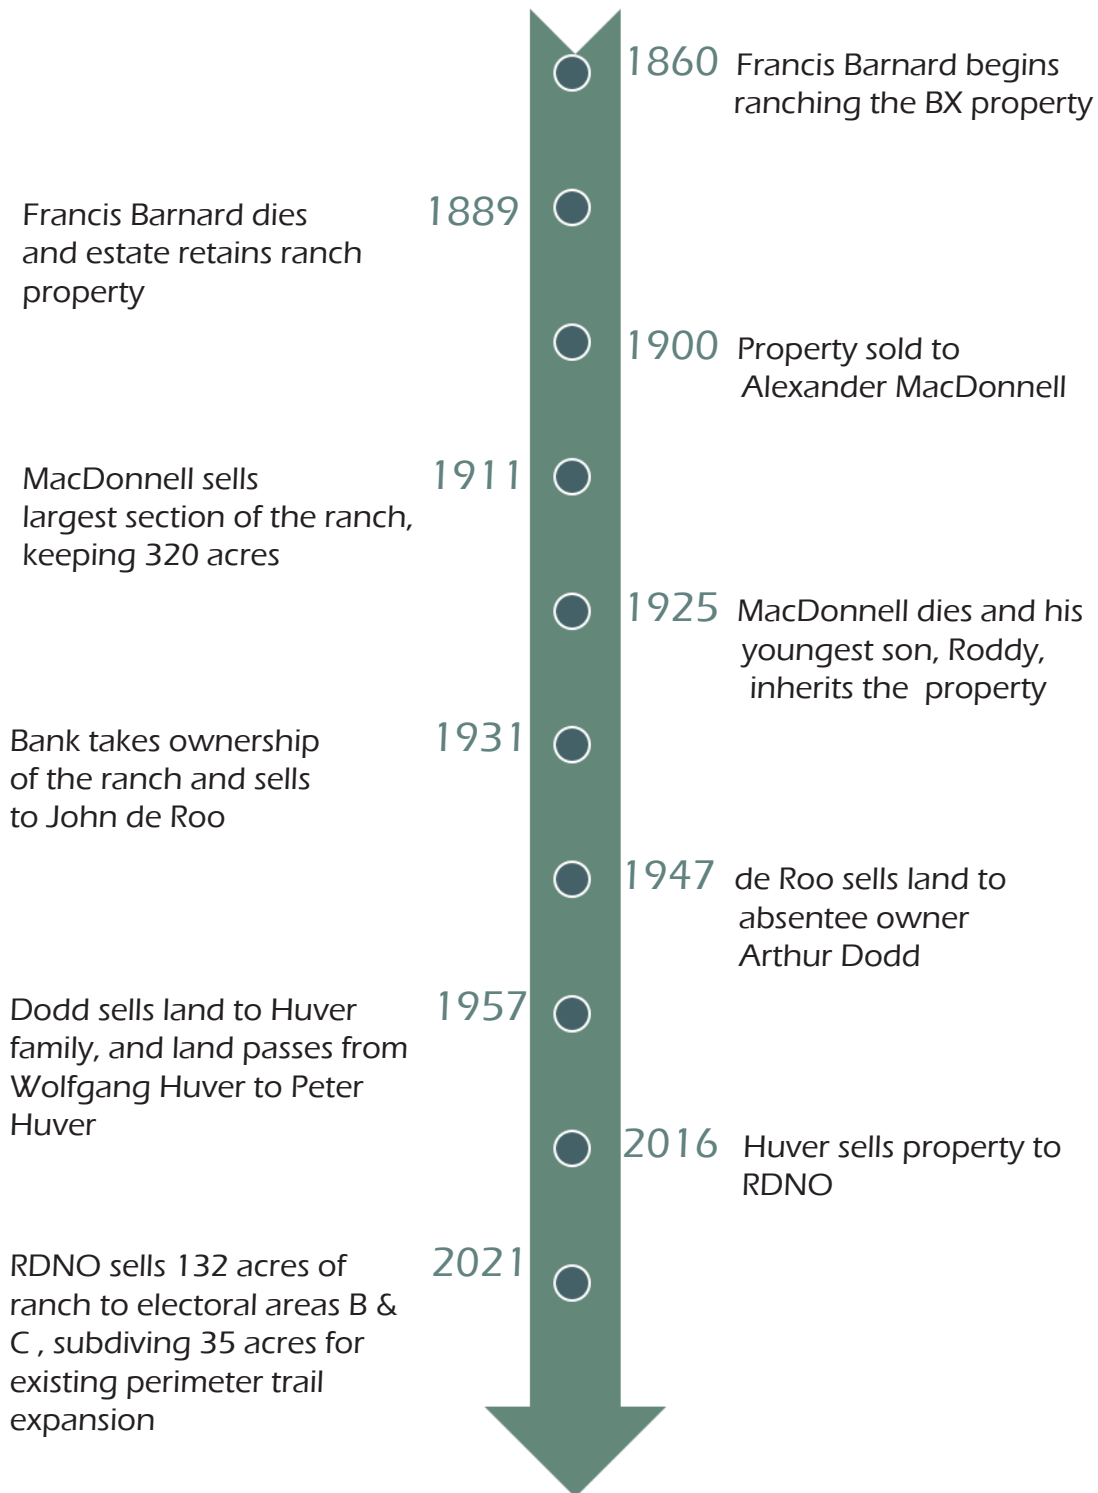 1860 Francis Barnard begins
ranching the BX property
1889
Francis Barnard dies
and estate retains ranch
property
1900 Property sold to
Alexander MacDonnell
1911
MacDonnell sells
largest section of the ranch,
keeping 320 acres
1925 MacDonnell dies and his
youngest son, Roddy,
inherits the property
1931
Bank takes ownership
of the ranch and sells
to John de Roo
1947 de Roo sells land to
absentee owner
Arthur Dodd
1957
Dodd sells land to Huver
family, and land passes from
Wolfgang Huver to Peter
Huver
2016 Huver sells property to
RDNO
2021
RDNO sells 132 acres of
ranch to electoral areas B &
C , subdiving 35 acres for
existing perimeter trail
expansion